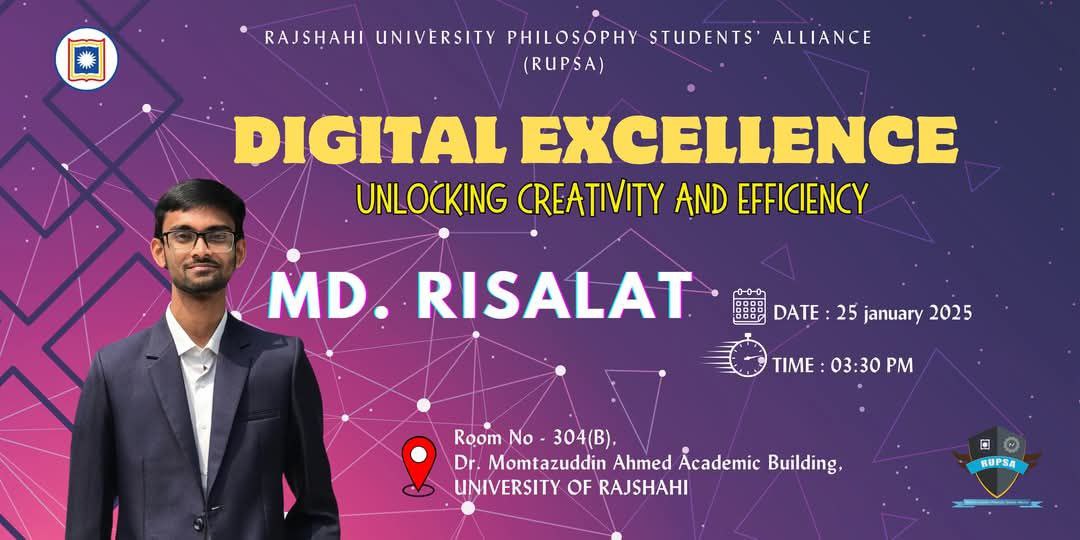 RAJSHAHI UNIVERSITY PHILOSOPHY STUDENTS' ALLIANCE
(RUPSA)
DIGITAL EXCELLENCE
UNLOCKING CREATIVITY AND EFFICIENCY
MD. RISALAT
DATE : 25 january 2025
TIME : 03:30 PM
Room No - 304(B),
Dr. Momtazuddin Ahmed Academic Building,
UNIVERSITY OF RAJSHAHI
RUPSA